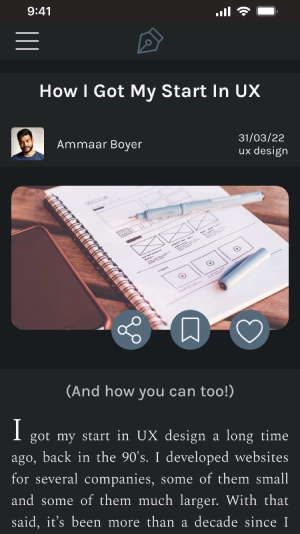 9:41
How I Got My Start In UX
Ammaar Boyer
31/03/22
ux design
(And how you can too!)
I got my start in UX design a long time
ago, back in the 90's. I developed websites
for several companies, some of them small
and some of them much larger. With that
said, it's been more than a decade since I